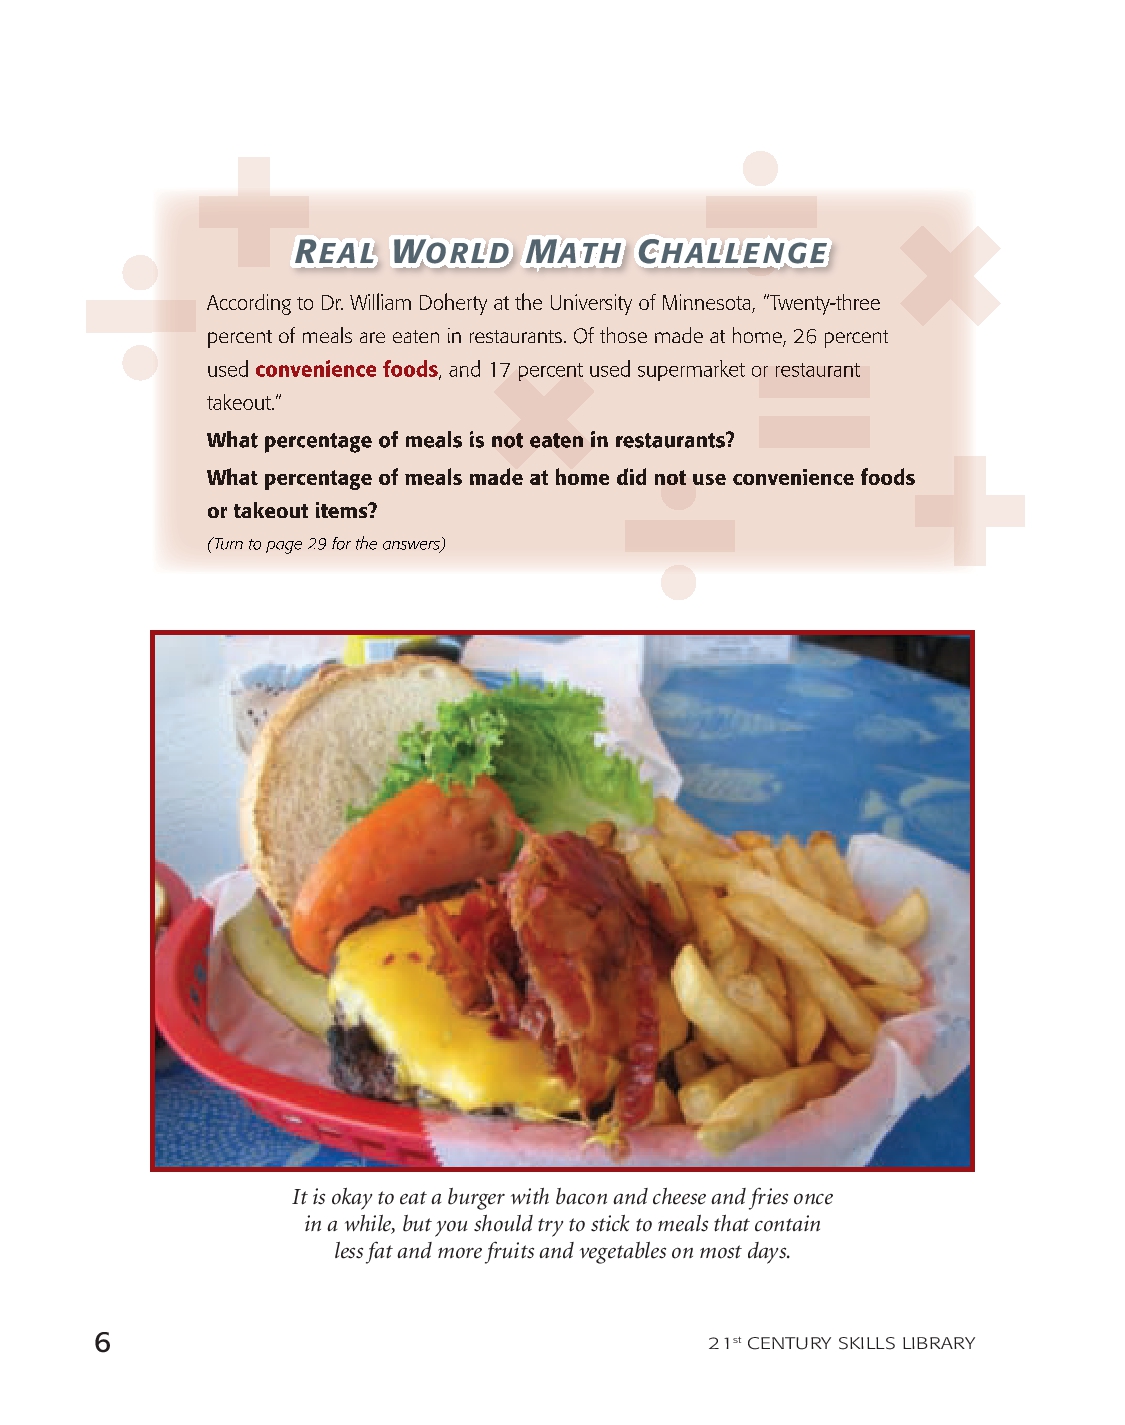 REAL WORLD MATH CHALLENGE
According to Dr. William Doherty at the University of Minnesota, “Twenty-three
percent of meals are eaten in restaurants. Of those made at home, 26 percent
used convenience foods, and 17 percent used supermarket or restaurant
takeout.”
What percentage of meals is not eaten in restaurants?
What percentage of meals made at home did not use convenience foods
or takeout items?
(Turn to page 29 for the answers)
It is okay to eat a burger with bacon and cheese and fries once
in a while, but you should try to stick to meals that contain
less fat and more fruits and vegetables on most days.
6
21st CENTURY SKILLS LIBRARY